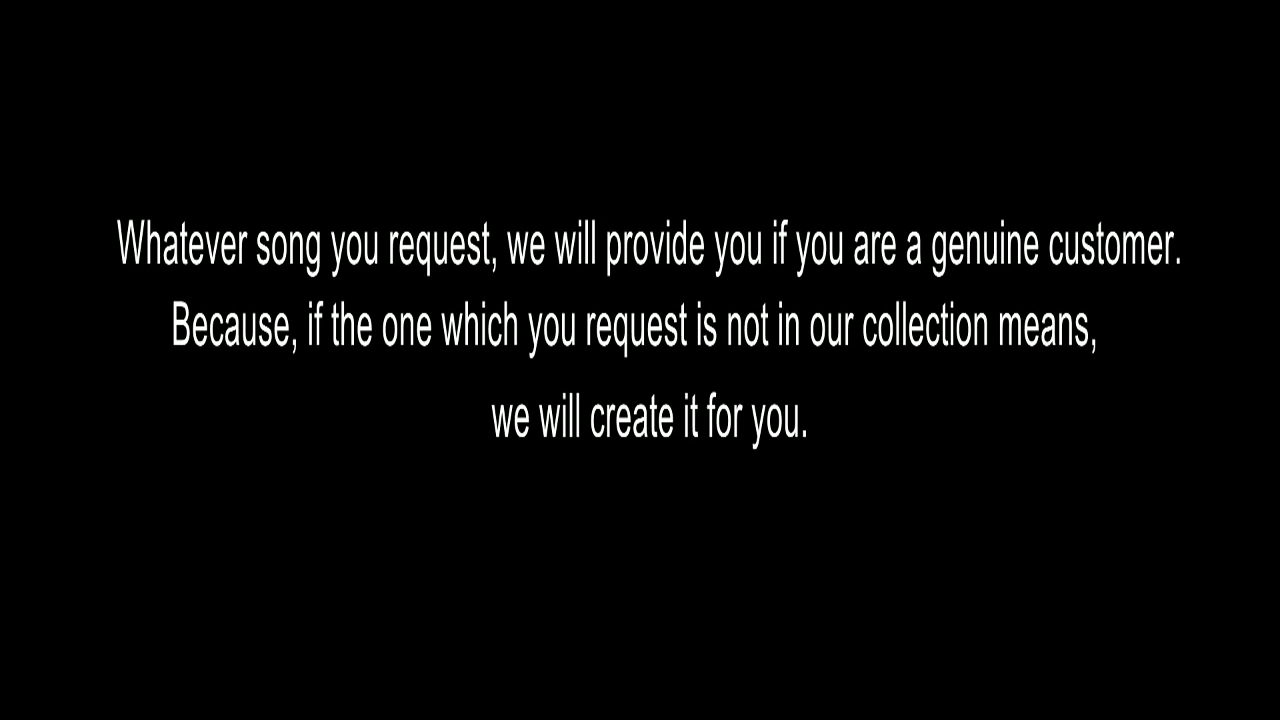 Whatever song you request, we will provide you if you are a genuine customer.
Because, if the one which you request is not in our collection means,
we will create it for you.